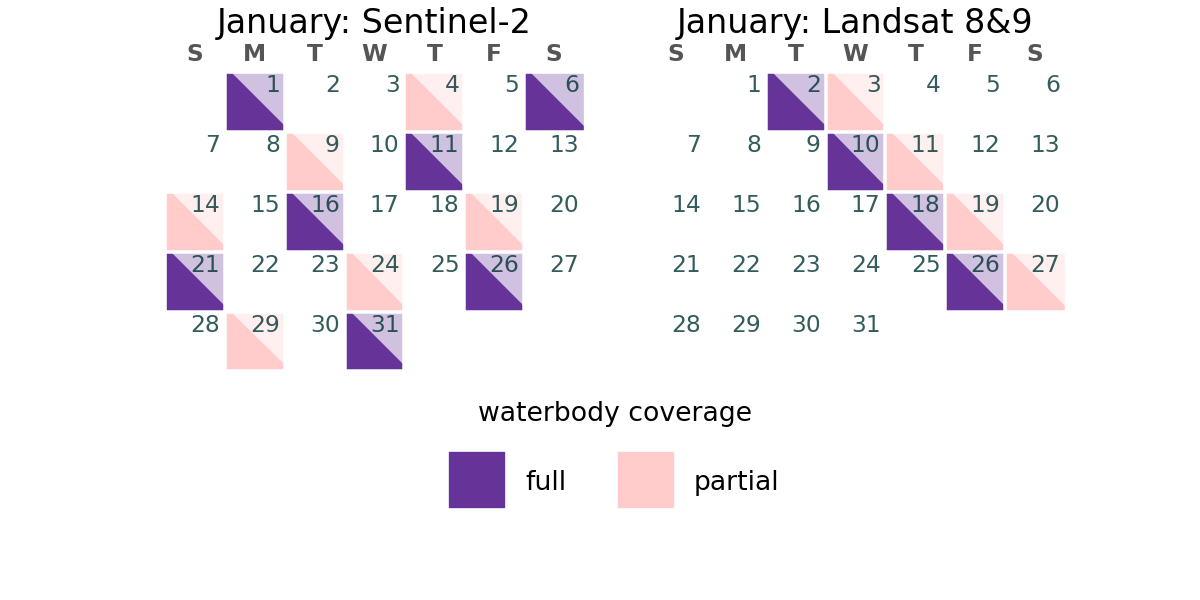 January: Sentinel-2
S M T W T F S
1 2 3 4 5 6
7 8 9 10 11 12 13
14 15 16 17 18 19 20
21 22 23 24 25 26 27
28 29 30 31
January: Landsat 8&9
S M T W T F S
1 2 3 4 5 6
7 8 9 10 11 12 13
14 15 16 17 18 19 20
21 22 23 24 25 26 27
28 29 30 31
waterbody coverage
full
partial